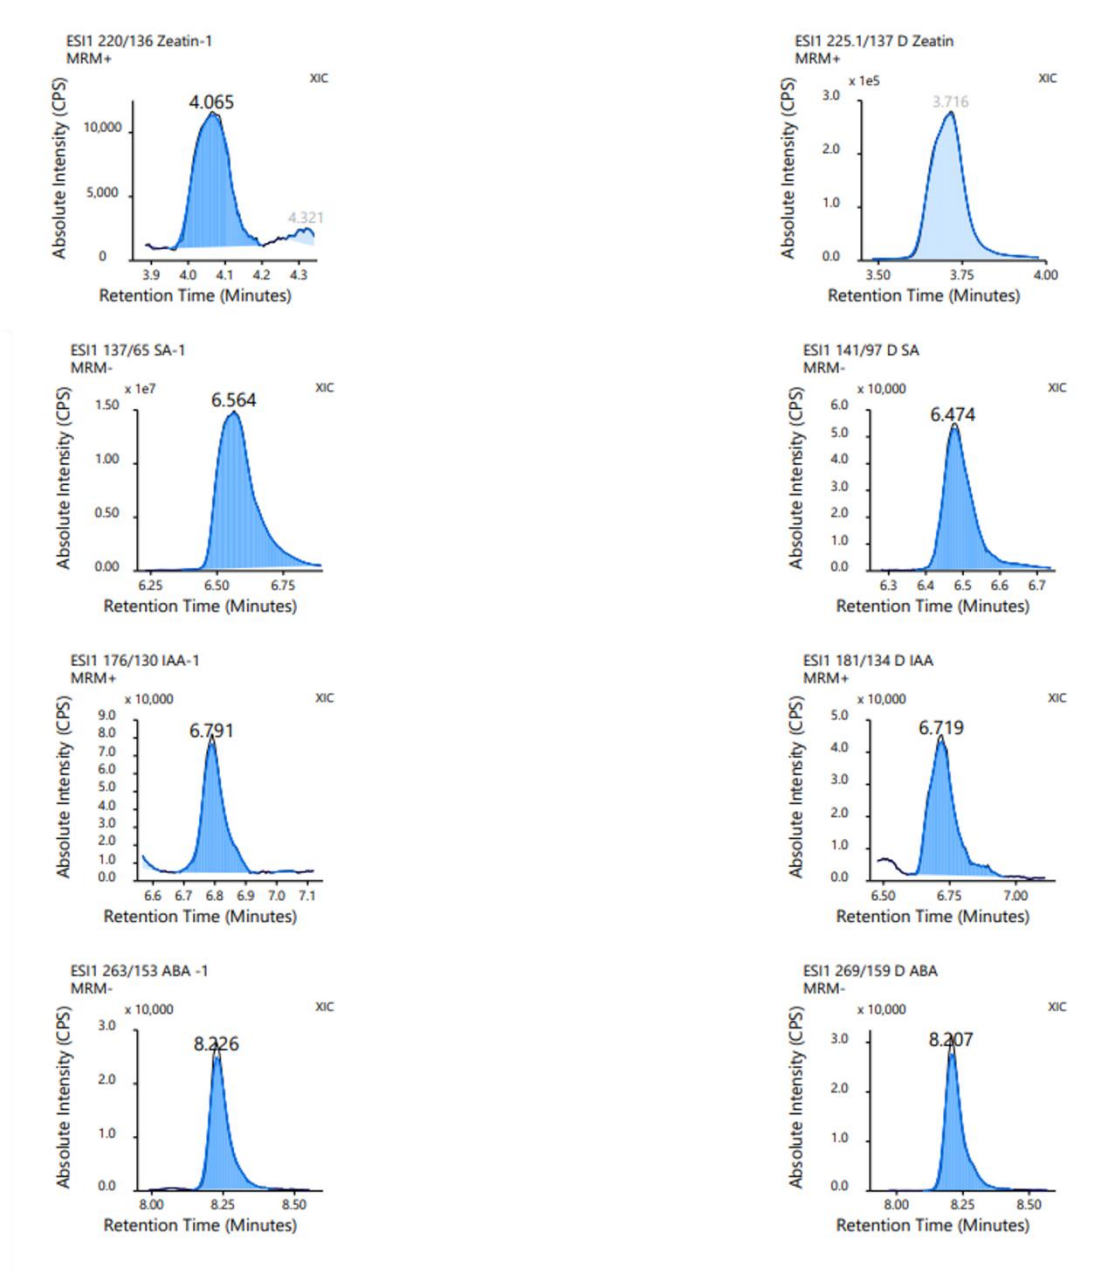 ESI1 220/136 Zeatin-1
MRM+
XIC
Absolute Intensity (CPS)
4.065
10,000
5,000
4.321
0
3.9 4.0 4.1 4.2 4.3
Retention Time (Minutes)
ESI1 225.1/137 D Zeatin
MRM+
x 1e5
XIC
Absolute Intensity (CPS)
3.0
3.716
2.0
1.0
0.0
3.50 3.75 4.00
Retention Time (Minutes)
ESI1 137/65 SA-1
MRM-
x 1e7
XIC
Absolute Intensity (CPS)
1.50
6.564
1.00
0.50
0.00
6.25 6.50 6.75
Retention Time (Minutes)
ESI1 141/97 D SA
MRM-
x 10,000
XIC
Absolute Intensity (CPS)
6.0
6.474
5.0
4.0
3.0
2.0
1.0
0.0
6.3 6.4 6.5 6.6 6.7
Retention Time (Minutes)
ESI1 176/130 IAA-1
MRM+
x 10,000
XIC
Absolute Intensity (CPS)
9.0
6.791
8.0
7.0
6.0
5.0
4.0
3.0
2.0
1.0
0.0
6.6 6.7 6.8 6.9 7.0 7.1
Retention Time (Minutes)
ESI1 181/134 D IAA
MRM+
x 10,000
XIC
Absolute Intensity (CPS)
5.0
6.719
4.0
3.0
2.0
1.0
0.0
6.50 6.75 7.00
Retention Time (Minutes)
ESI1 263/153 ABA -1
MRM-
x 10,000
XIC
Absolute Intensity (CPS)
3.0
8.226
2.0
1.0
0.0
8.00 8.25 8.50
Retention Time (Minutes)
ESI1 269/159 D ABA
MRM-
x 10,000
XIC
Absolute Intensity (CPS)
3.0
8.207
2.0
1.0
0.0
8.00 8.25 8.50
Retention Time (Minutes)